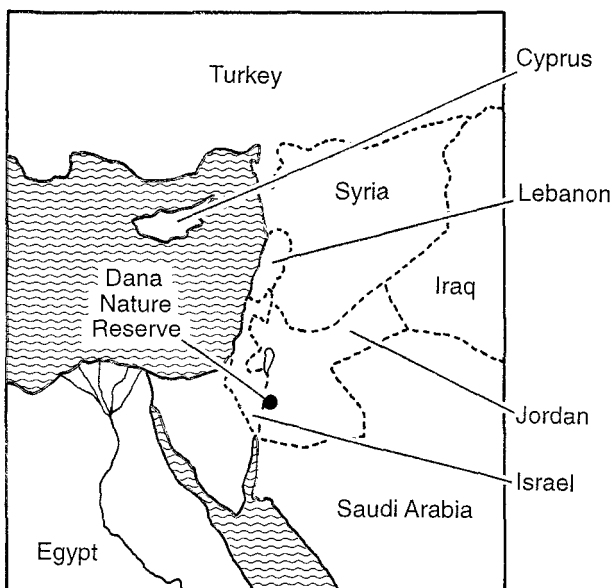 Turkey
Cyprus
Syria
Lebanon
Dana
Nature
Reserve
Iraq
Jordan
Israel
Saudi Arabia
Egypt